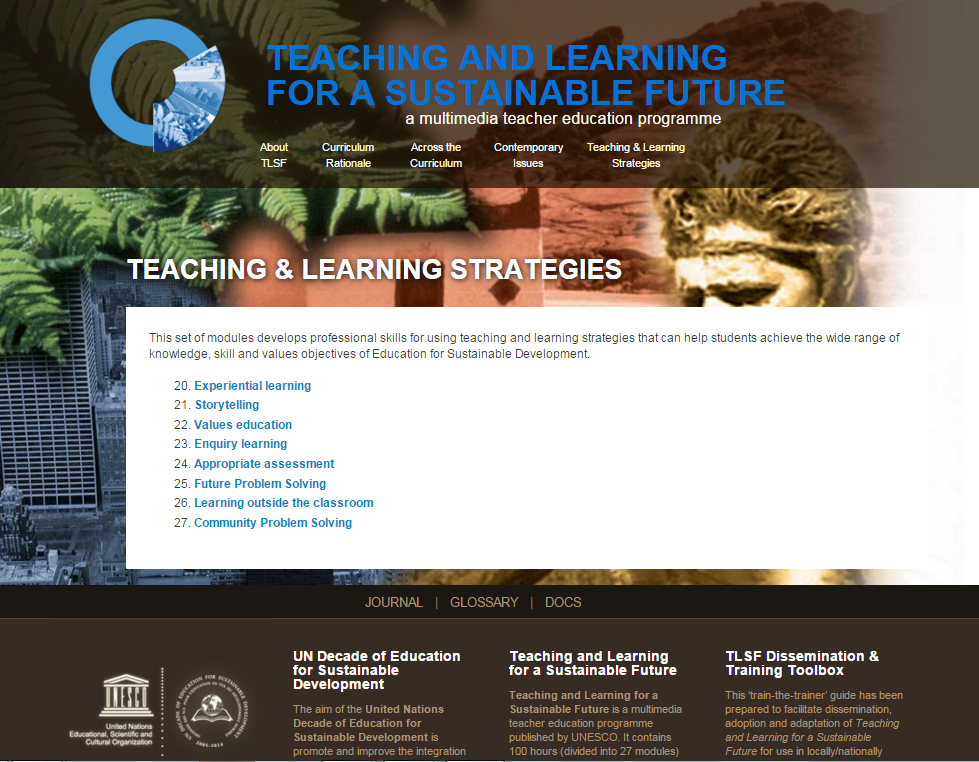 TEACHING AND LEARNING
FOR A SUSTAINABLE FUTURE
a multimedia teacher education programme
About
TLSF
Curriculum
Rationale
Across the
Curriculum
Contemporary
Issues
Teaching & Learning
Strategies
TEACHING & LEARNING STRATEGIES
This set of modules develops professional skills for using teaching and learning strategies that can help students achieve the wide range of
knowledge, skill and values objectives of Education for Sustainable Development.
20. Experiential learning
21. Storytelling
22. Values education
23. Enquiry learning
24. Appropriate assessment
25. Future Problem Solving
26. Learning outside the classroom
27. Community Problem Solving
JOURNAL | GLOSSARY | DOCS
UNESCO
United Nations
Educational, Scientific and
Cultural Organization
UN DECADE OF EDUCATION FOR SUSTAINABLE DEVELOPMENT
2005-2014
UN Decade of Education
for Sustainable
Development
The aim of the United Nations
Decade of Education for
Sustainable Development is
promote and improve the integration
Teaching and Learning
for a Sustainable Future
Teaching and Learning for a
Sustainable Future is a multimedia
teacher education programme
published by UNESCO. It contains
100 hours (divided into 27 modules)
TLSF Dissemination &
Training Toolbox
This 'train-the-trainer' guide has been
prepared to facilitate dissemination,
adoption and adaptation of Teaching
and Learning for a Sustainable
Future for use in locally/nationally